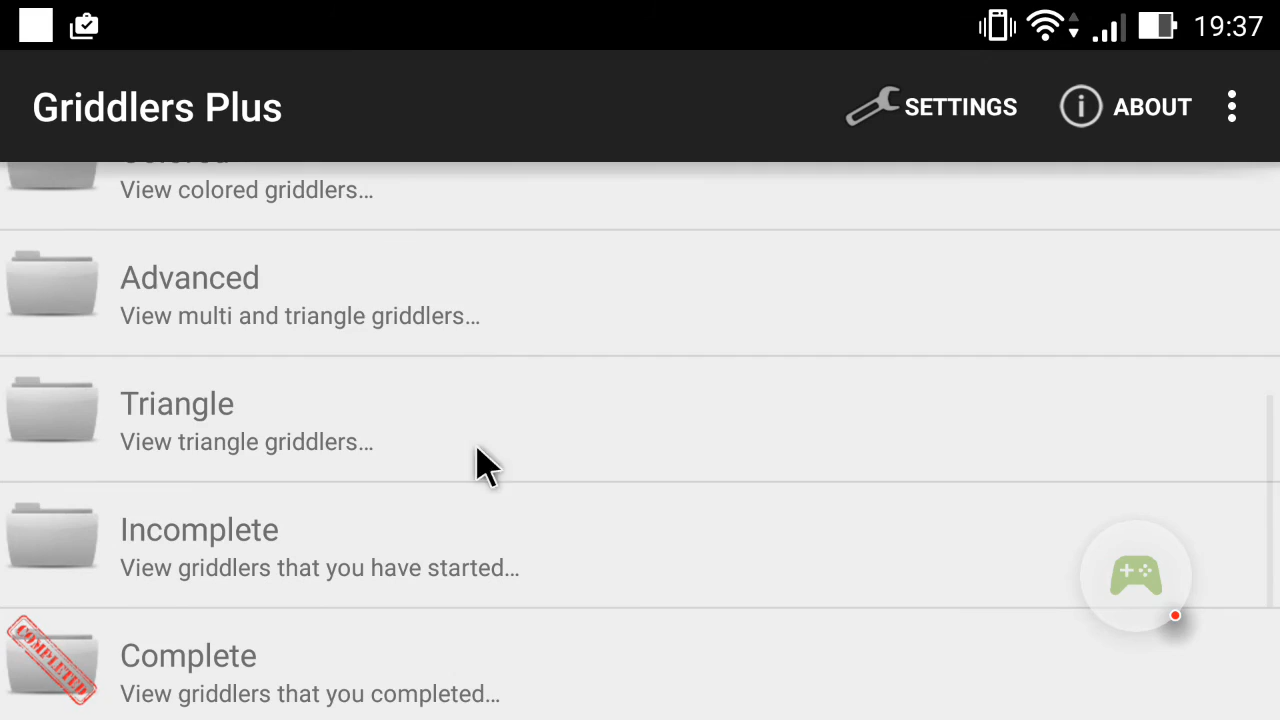 19:37
Griddlers Plus
SETTINGS
ABOUT
View colored griddlers…
Advanced
View multi and triangle griddlers…
Triangle
View triangle griddlers…
Incomplete
View griddlers that you have started…
COMPLETED
Complete
View griddlers that you completed…